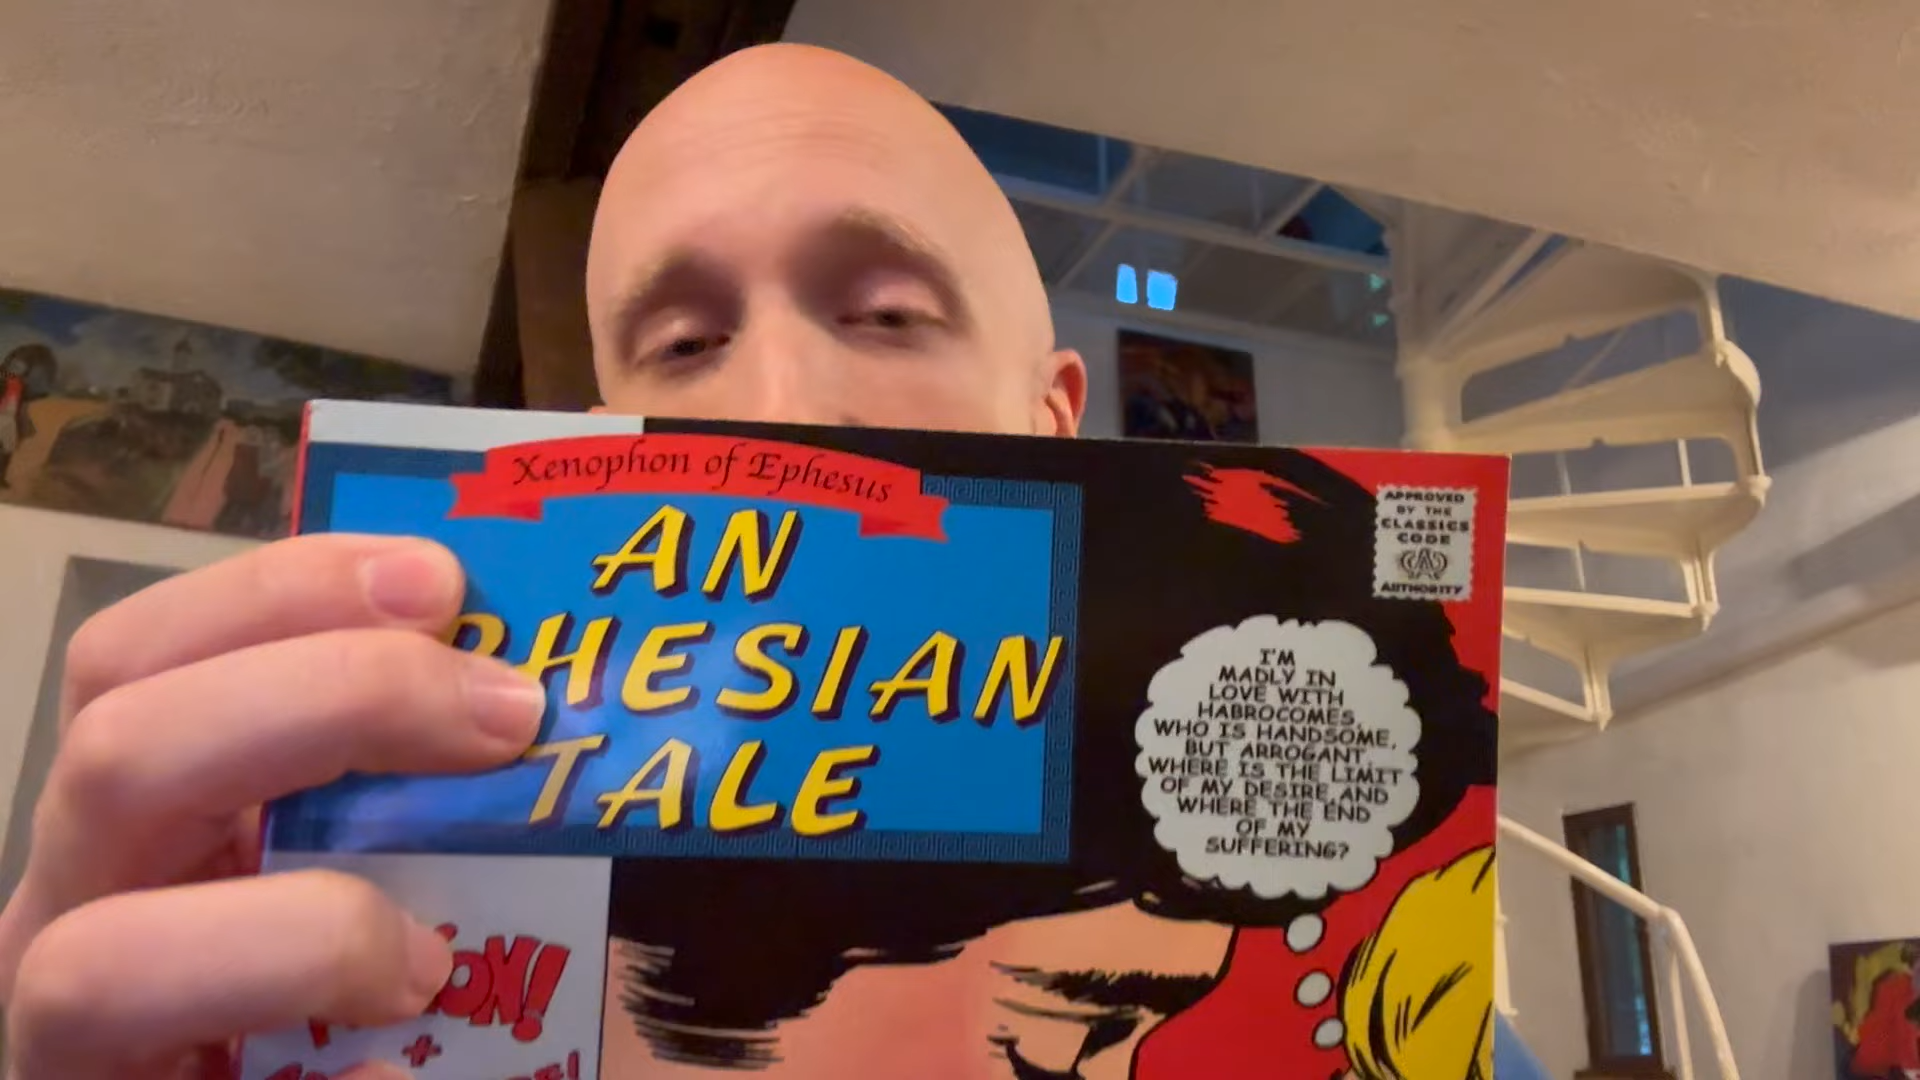 Xenophon of Ephesus
AN
PHESIAN
TALE
APPROVED
BY THE
CLASSICS
CODE
AUTHORITY
I'M
MADLY IN
LOVE WITH
HABROCOMES,
WHO IS HANDSOME,
BUT ARROGANT.
WHERE IS THE LIMIT
OF MY DESIRE AND
WHERE THE END
OF MY
SUFFERING?
+